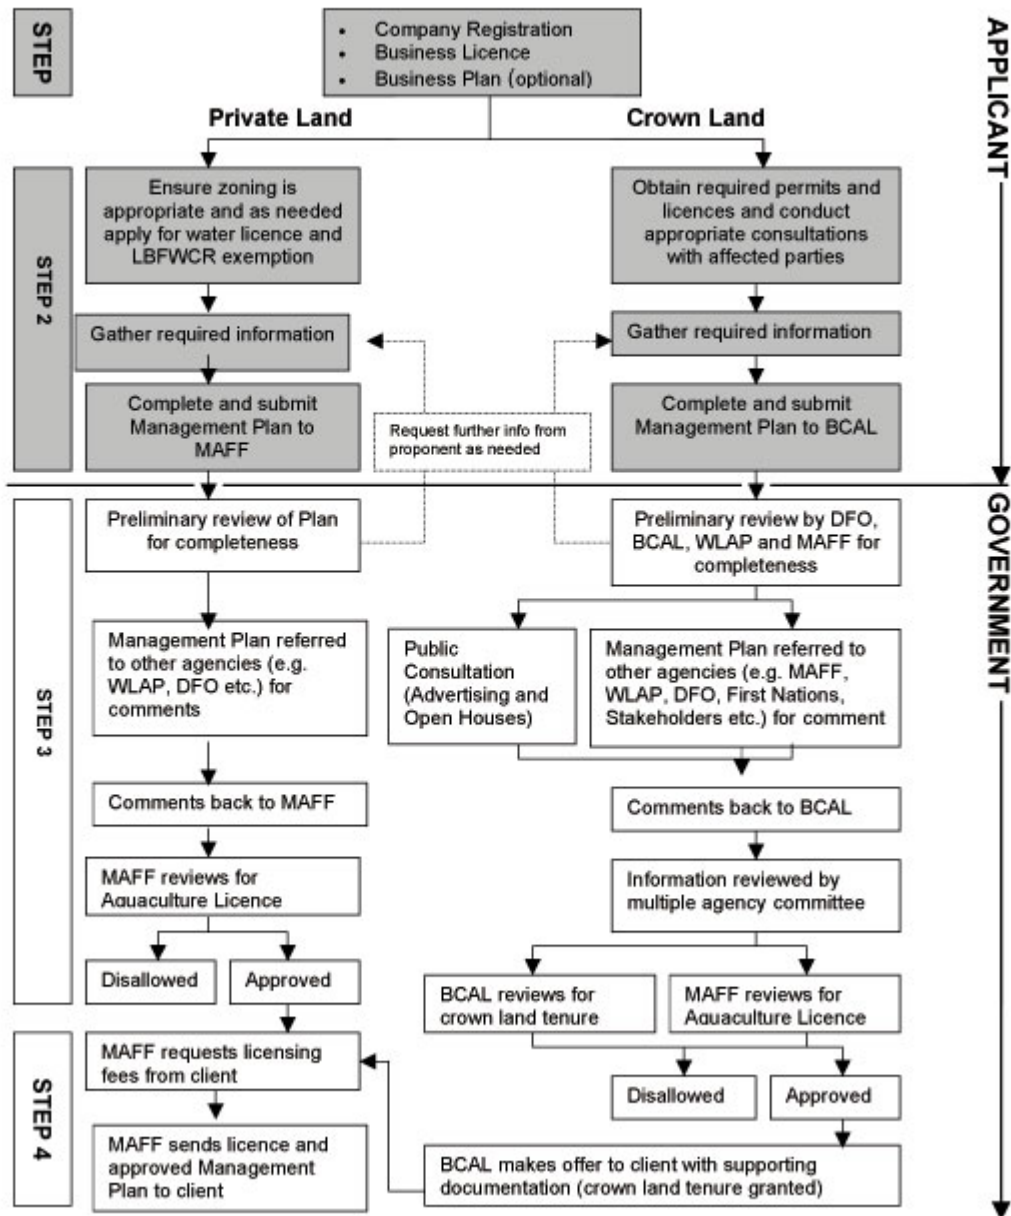 STEP
• Company Registration
• Business Licence
• Business Plan (optional)
APPLICANT
Private Land
Crown Land
STEP 2
Ensure zoning is
appropriate and as needed
apply for water licence and
LBFWCR exemption
Obtain required permits and
licences and conduct
appropriate consultations
with affected parties
Gather required information
Gather required information
Complete and submit
Management Plan to
MAFF
Request further info from
proponent as needed
Complete and submit
Management Plan to BCAL
GOVERNMENT
STEP 3
Preliminary review of Plan
for completeness
Preliminary review by DFO,
BCAL, WLAP and MAFF for
completeness
Management Plan referred
to other agencies (e.g.
WLAP, DFO etc.) for
comments
Public
Consultation
(Advertising and
Open Houses)
Management Plan referred to
other agencies (e.g. MAFF,
WLAP, DFO, First Nations,
Stakeholders etc.) for comment
Comments back to MAFF
Comments back to BCAL
MAFF reviews for
Aquaculture Licence
Information reviewed by
multiple agency committee
Disallowed
Approved
BCAL reviews for
crown land tenure
MAFF reviews for
Aquaculture Licence
STEP 4
MAFF requests licensing
fees from client
Disallowed
Approved
MAFF sends licence and
approved Management
Plan to client
BCAL makes offer to client with supporting
documentation (crown land tenure granted)